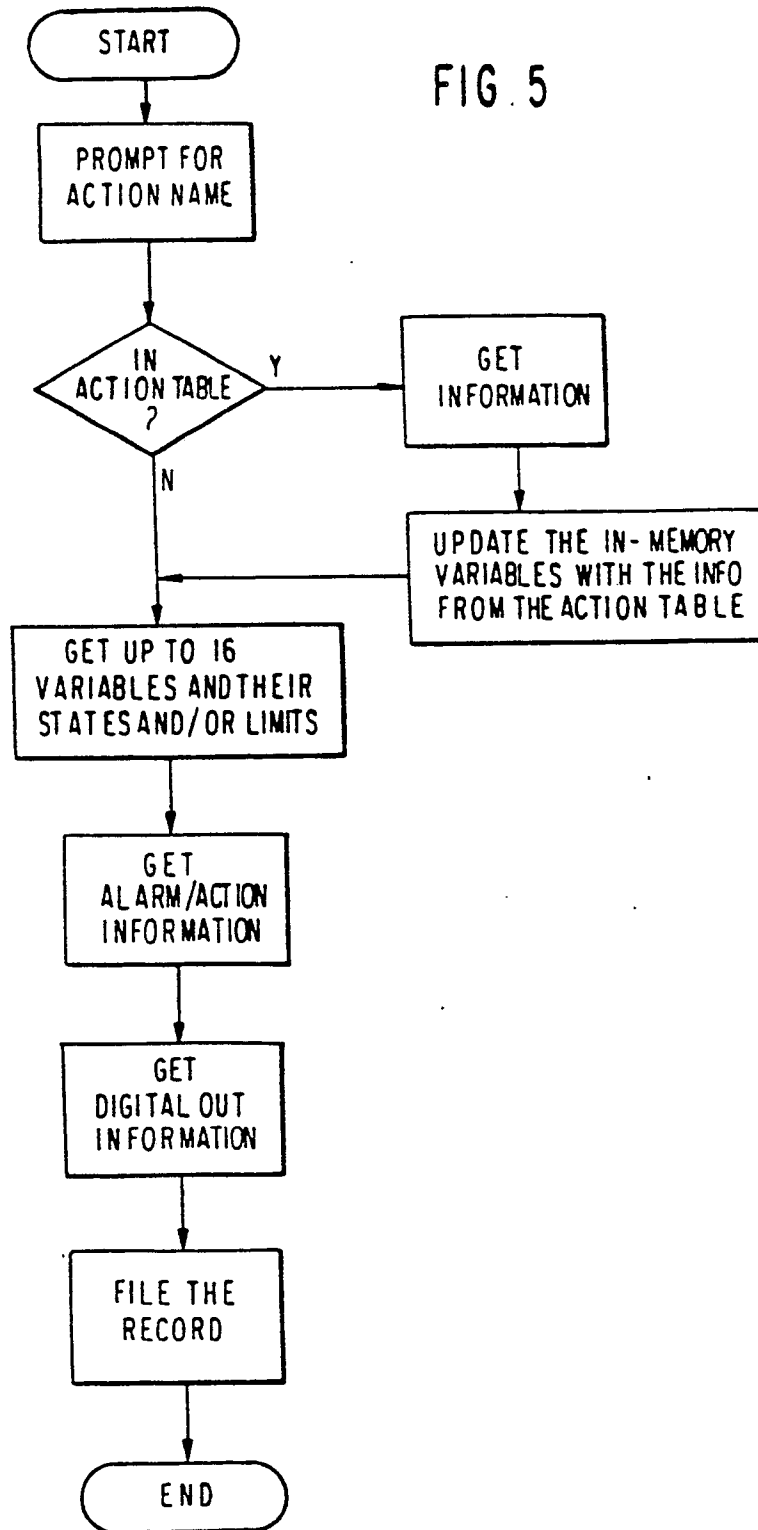 START
FIG. 5
PROMPT FOR
ACTION NAME
IN
ACTION TABLE
?
Y
GET
INFORMATION
N
UPDATE THE IN-MEMORY
VARIABLES WITH THE INFO
FROM THE ACTION TABLE
GET UP TO 16
VARIABLES AND THEIR
STATES AND/OR LIMITS
GET
ALARM/ACTION
INFORMATION
GET
DIGITAL OUT
INFORMATION
FILE THE
RECORD
END